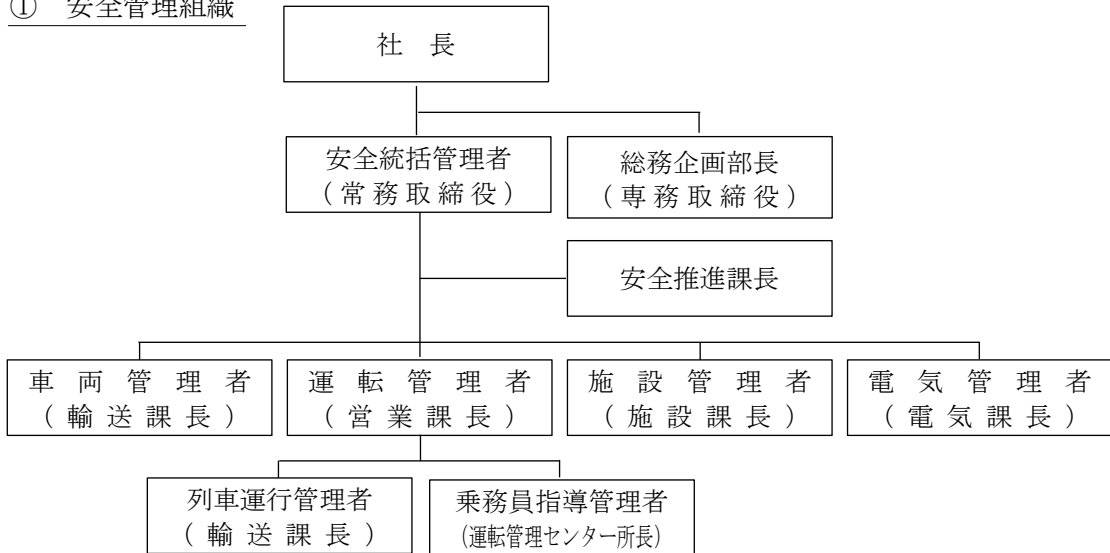 ① 安全管理組織
社 長
安全統括管理者
(常務取締役)
総務企画部長
(専務取締役)
安全推進課長
車両管理者
(輸送課長)
運転管理者
(営業課長)
施設管理者
(施設課長)
電気管理者
(電気課長)
列車運行管理者
(輸送課長)
乗務員指導管理者
(運転管理センター所長)